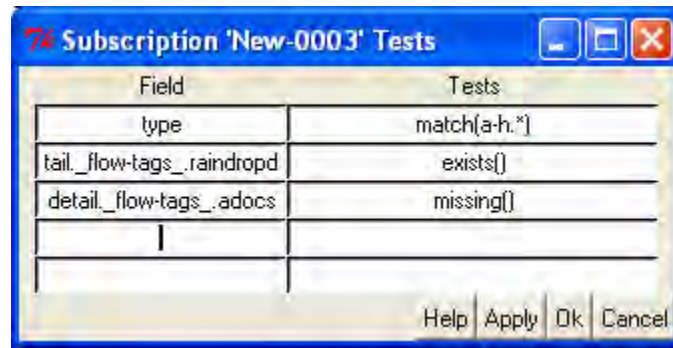 Subscription 'New-0003' Tests
Field Tests
type match(a-h.*)
tail._flow-tags_.raindropd exists()
detail._flow-tags_.adocs missing()
Help Apply Ok Cancel